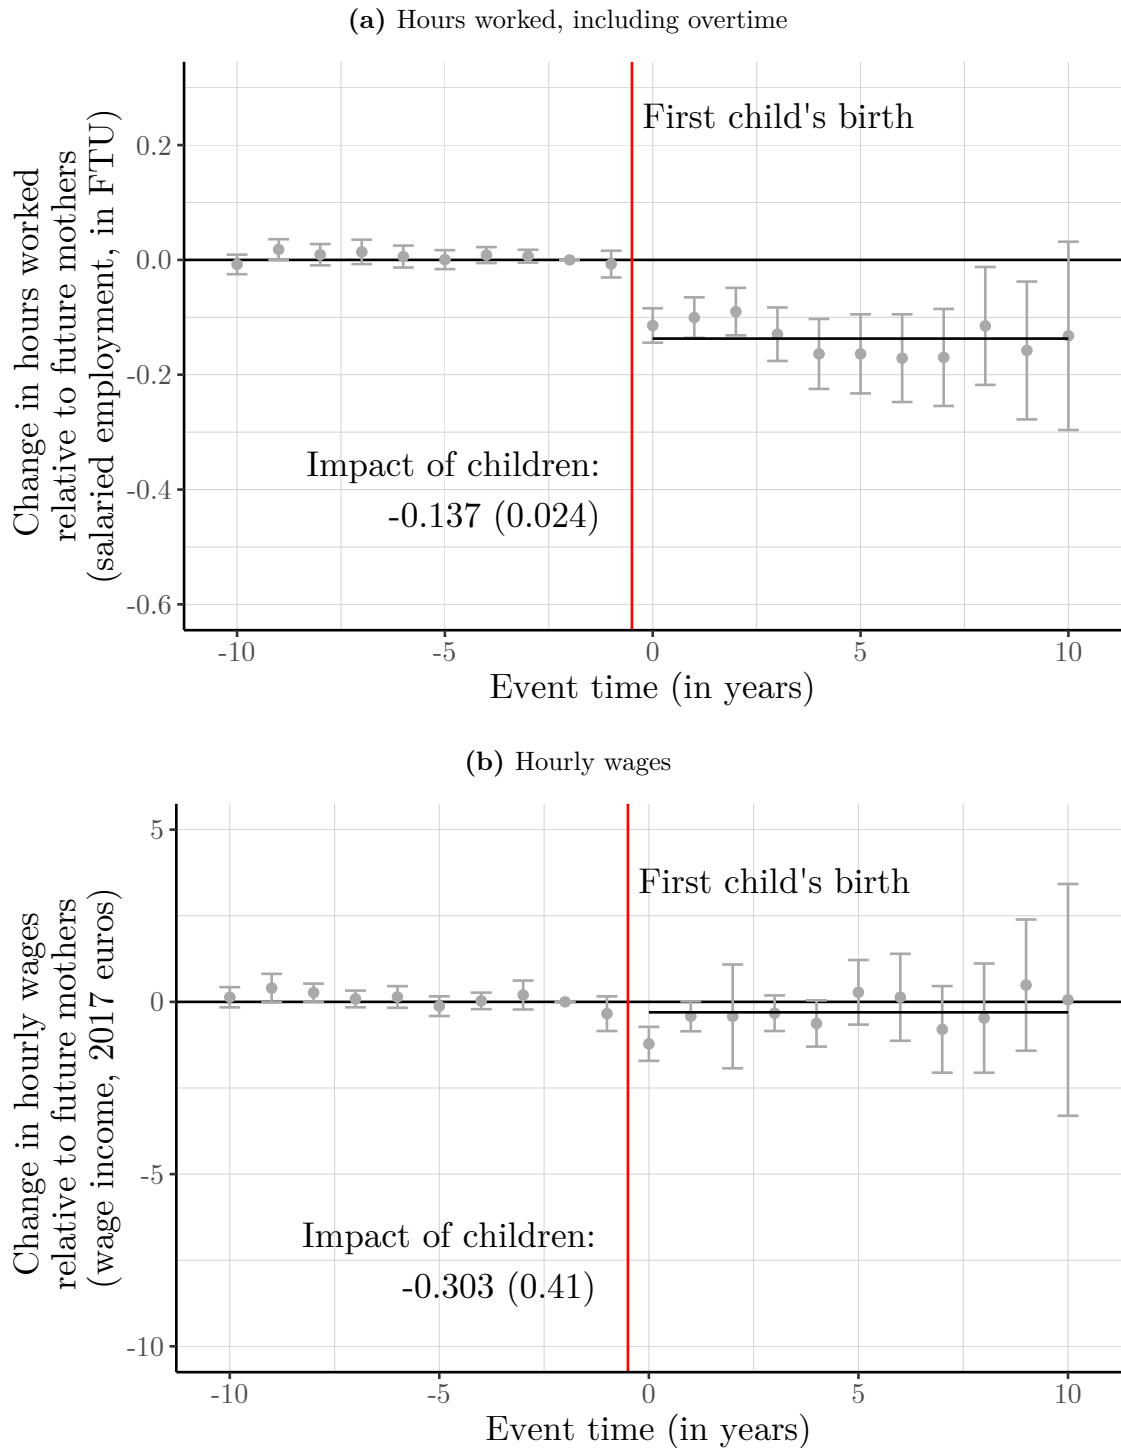 (a) Hours worked, including overtime
Change in hours worked
relative to future mothers
(salaried employment, in FTU)
0.2
0.0
-0.2
-0.4
-0.6
First child's birth
Impact of children:
-0.137 (0.024)
-10
-5
0
5
10
Event time (in years)
(b) Hourly wages
Change in hourly wages
relative to future mothers
(wage income, 2017 euros)
5
0
-5
-10
First child's birth
Impact of children:
-0.303 (0.41)
-10
-5
0
5
10
Event time (in years)